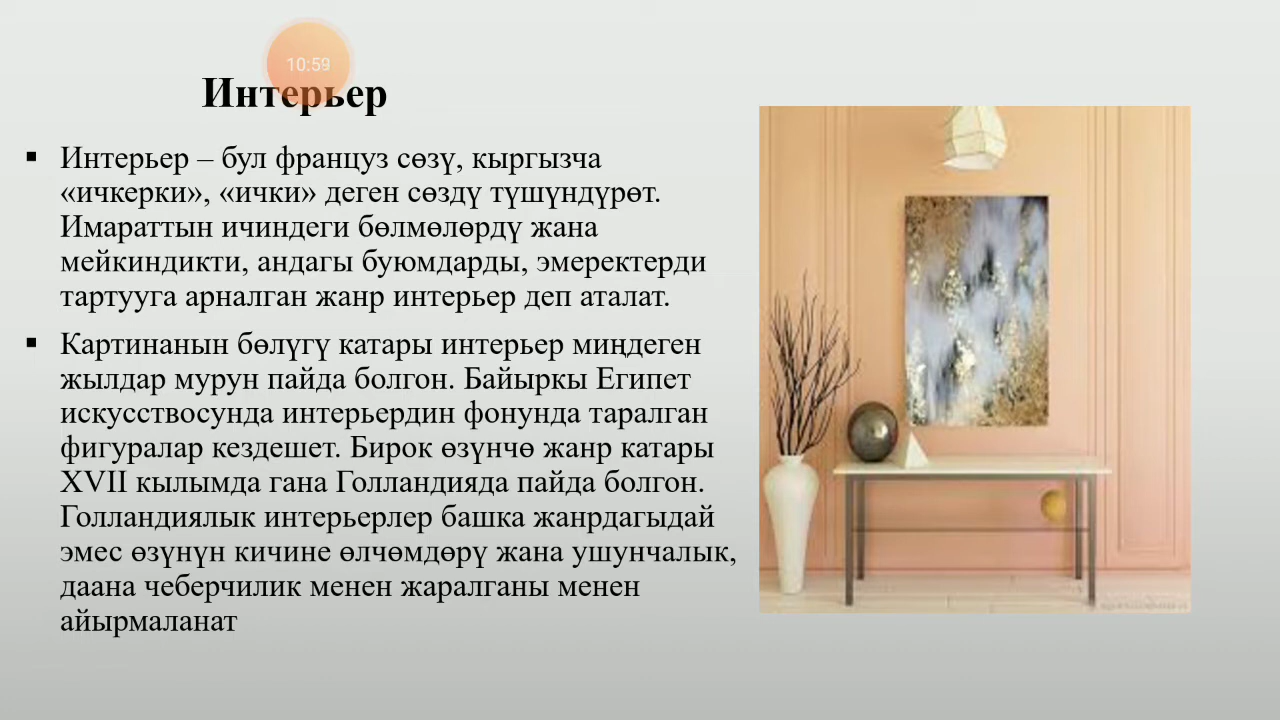 10:59
Интерьер
▪ Интерьер – бул француз сөзү, кыргызча
«ичкерки», «ички» деген сөздү түшүндүрөт.
Имараттын ичиндеги бөлмөлөрдү жана
мейкиндикти, андагы буюмдарды, эмеректерди
тартууга арналган жанр интерьер деп аталат.
▪ Картинанын бөлүгү катары интерьер миңдеген
жылдар мурун пайда болгон. Байыркы Египет
искусствосунда интерьердин фонунда таралган
фигуралар кездешет. Бирок өзүнчө жанр катары
XVII кылымда гана Голландияда пайда болгон.
Голландиялык интерьерлер башка жанрдагыдай
эмес өзүнүн кичине өлчөмдөрү жана ушунчалык,
даана чеберчилик менен жаралганы менен
айырмаланат